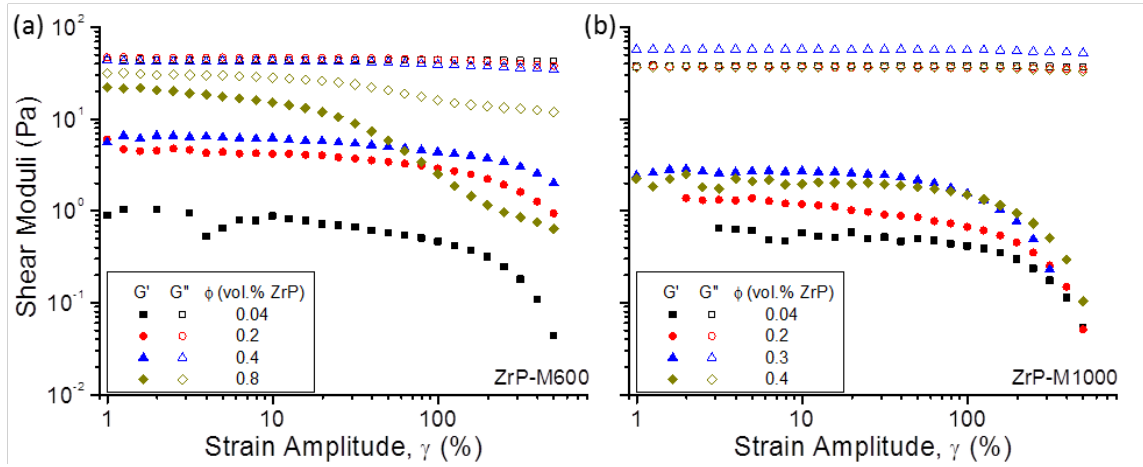 (a)
(b)
Shear Moduli (Pa)
10²
10¹
10⁰
10⁻¹
10⁻²
G' G" ϕ (vol.% ZrP)
0.04
0.2
0.4
0.8
ZrP-M600
1 10 100
Strain Amplitude, γ (%)
G' G" ϕ (vol.% ZrP)
0.04
0.2
0.3
0.4
ZrP-M1000
1 10 100
Strain Amplitude, γ (%)